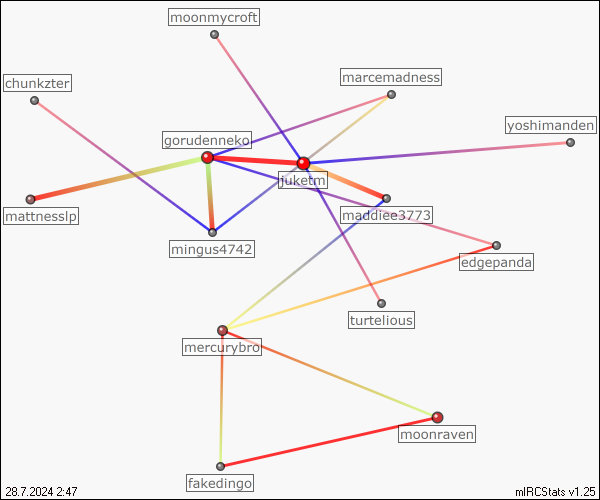 moonmycroft
marcemadness
chunkzter
yoshimanden
gorudenneko
juketm
mattnesslp
maddiee3773
mingus4742
edgepanda
turtelious
mercurybro
moonraven
fakedingo
28.7.2024 2:47
mIRCStats v1.25